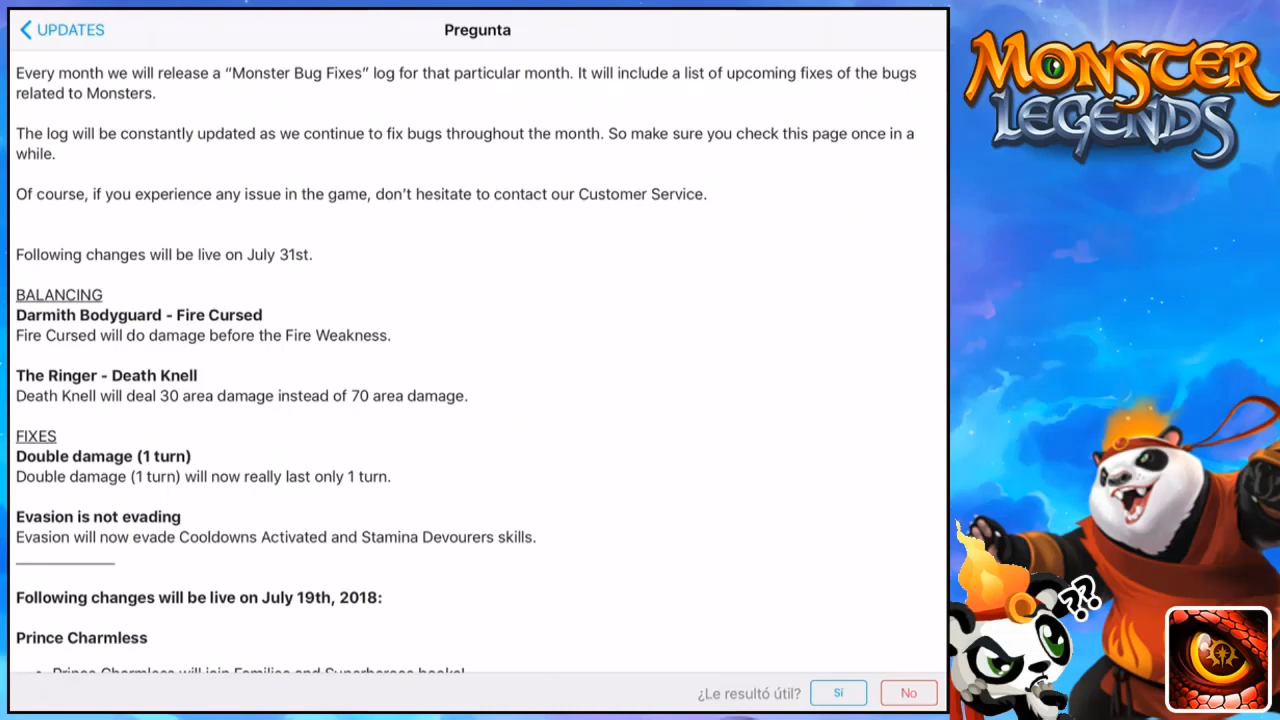 UPDATES
Pregunta
Every month we will release a “Monster Bug Fixes” log for that particular month. It will include a list of upcoming fixes of the bugs
related to Monsters.
The log will be constantly updated as we continue to fix bugs throughout the month. So make sure you check this page once in a
while.
Of course, if you experience any issue in the game, don’t hesitate to contact our Customer Service.
Following changes will be live on July 31st.
BALANCING
Darmith Bodyguard - Fire Cursed
Fire Cursed will do damage before the Fire Weakness.
The Ringer - Death Knell
Death Knell will deal 30 area damage instead of 70 area damage.
FIXES
Double damage (1 turn)
Double damage (1 turn) will now really last only 1 turn.
Evasion is not evading
Evasion will now evade Cooldowns Activated and Stamina Devourers skills.
Following changes will be live on July 19th, 2018:
Prince Charmless
Prince Charmless will join Families and Superheroes books!
¿Le resultó útil?
Sí
No
MONSTER
LEGENDS
??